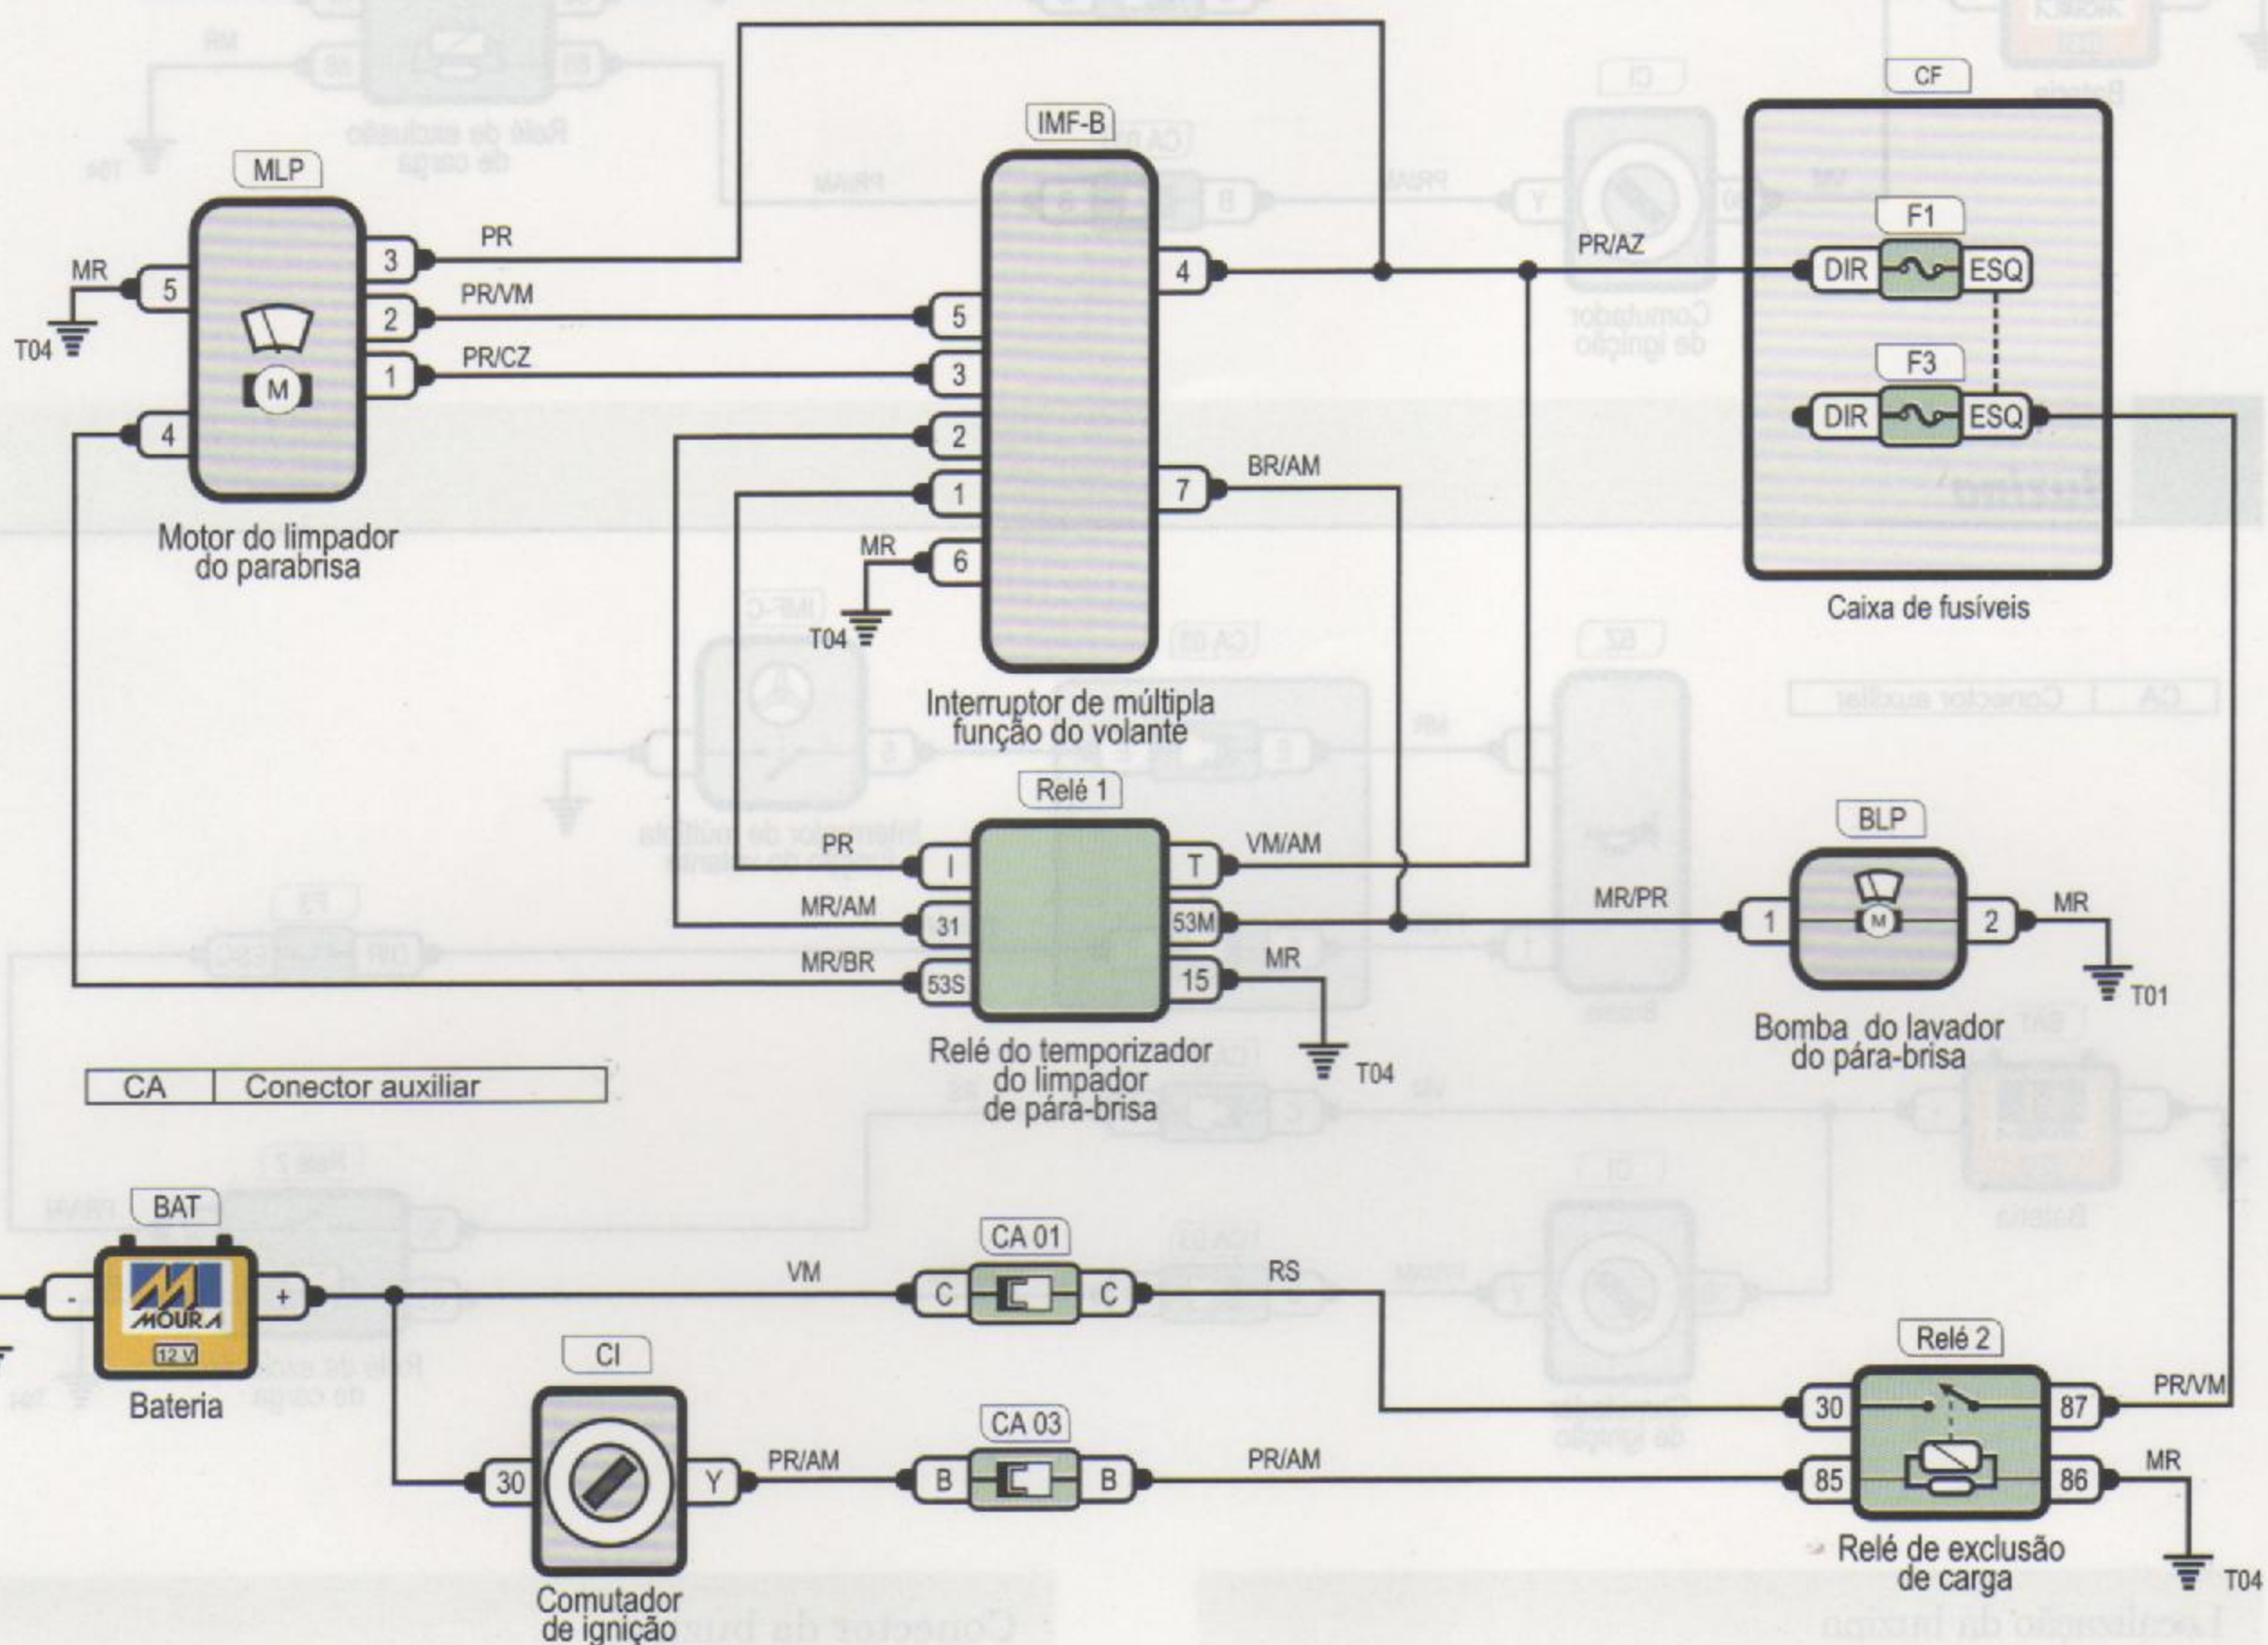 CF
IMF-B
MLP
F1
DIR
ESQ
F3
DIR
ESQ
Caixa de fusíveis
PR/AZ
MR
5
T04
4
3
PR
2
PR/VM
1
PR/CZ
M
Motor do limpador
do parabrisa
5
3
2
1
MR
6
T04
4
7
BR/AM
Interruptor de múltipla
função do volante
Relé 1
PR
I
MR/AM
31
MR/BR
53S
T
VM/AM
53M
MR
15
T04
Relé do temporizador
do limpador
de pára-brisa
BLP
MR/PR
1
M
2
MR
T01
Bomba do lavador
do pára-brisa
CA Conector auxiliar
BAT
-
+
MOURA
12 V
Bateria
VM
CA 01
C
C
RS
CI
30
Y
PR/AM
Comutador
de ignição
CA 03
B
B
PR/AM
Relé 2
30
87
PR/VM
85
86
MR
T04
Relé de exclusão
de carga